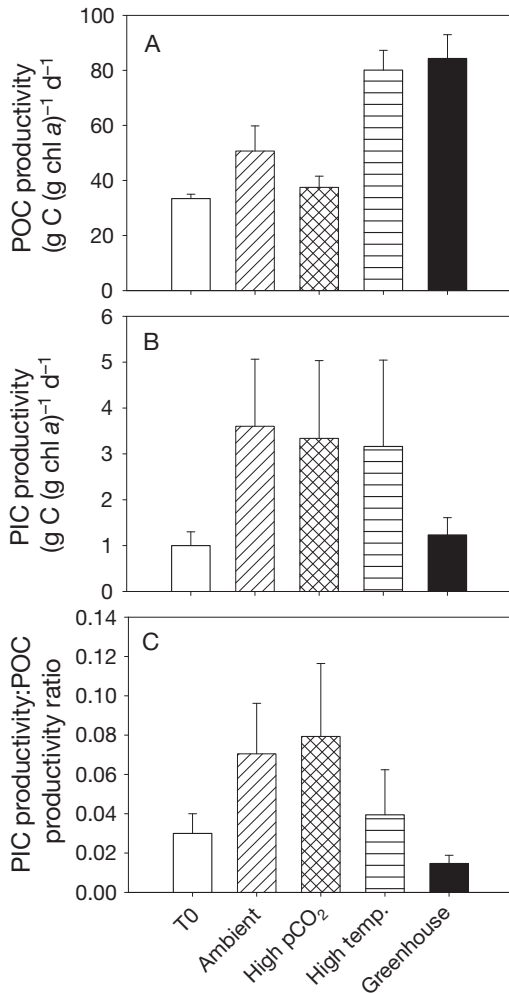 A
POC productivity
(g C (g chl a)⁻¹ d⁻¹
100
80
60
40
20
0
B
PIC productivity
(g C (g chl a)⁻¹ d⁻¹
6
5
4
3
2
1
0
C
PIC productivity:POC
productivity ratio
0.14
0.12
0.10
0.08
0.06
0.04
0.02
0.00
T0
Ambient
High pCO₂
High temp.
Greenhouse